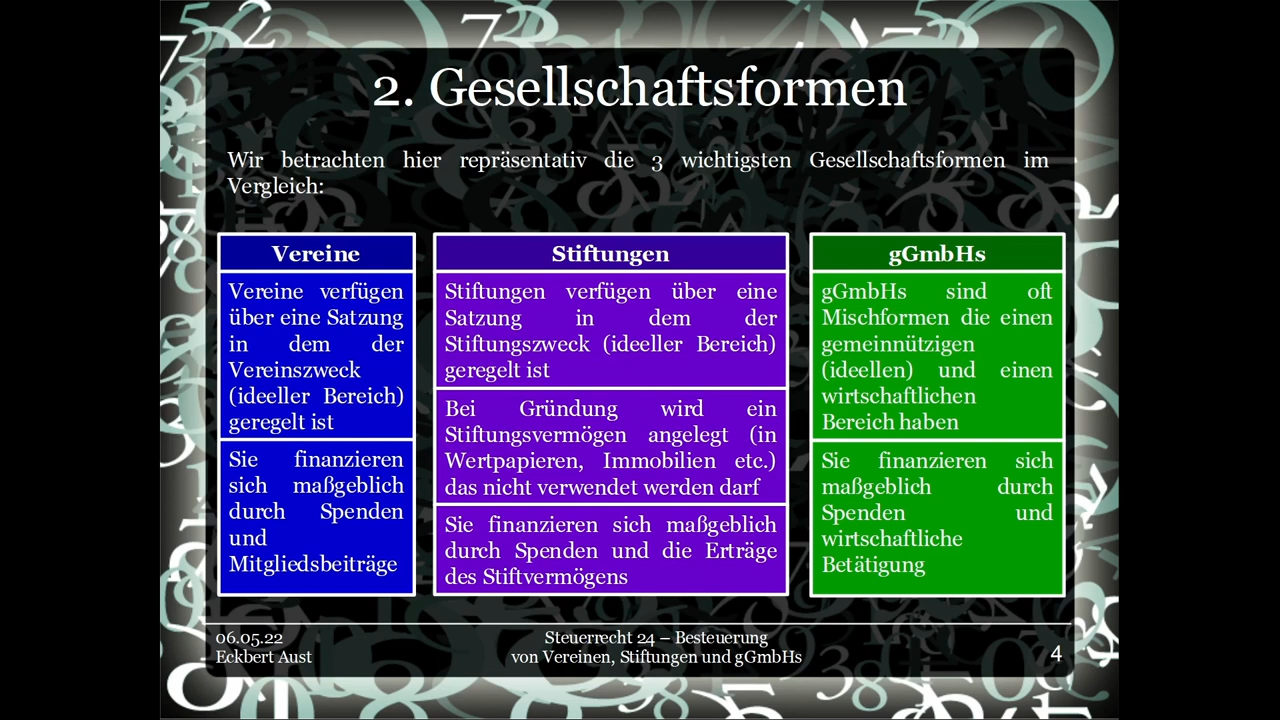 2. Gesellschaftsformen
Wir betrachten hier repräsentativ die 3 wichtigsten Gesellschaftsformen im
Vergleich:
Vereine
Vereine verfügen
über eine Satzung
in dem der
Vereinszweck
(ideeller Bereich)
geregelt ist
Sie finanzieren
sich maßgeblich
durch Spenden
und
Mitgliedsbeiträge
Stiftungen
Stiftungen verfügen über eine
Satzung in dem der
Stiftungszweck (ideeller Bereich)
geregelt ist
Bei Gründung wird ein
Stiftungsvermögen angelegt (in
Wertpapieren, Immobilien etc.)
das nicht verwendet werden darf
Sie finanzieren sich maßgeblich
durch Spenden und die Erträge
des Stiftvermögens
gGmbHs
gGmbHs sind oft
Mischformen die einen
gemeinnützigen
(ideellen) und einen
wirtschaftlichen
Bereich haben
Sie finanzieren sich
maßgeblich durch
Spenden und
wirtschaftliche
Betätigung
06.05.22
Eckbert Aust
Steuerrecht 24 – Besteuerung
von Vereinen, Stiftungen und gGmbHs
4